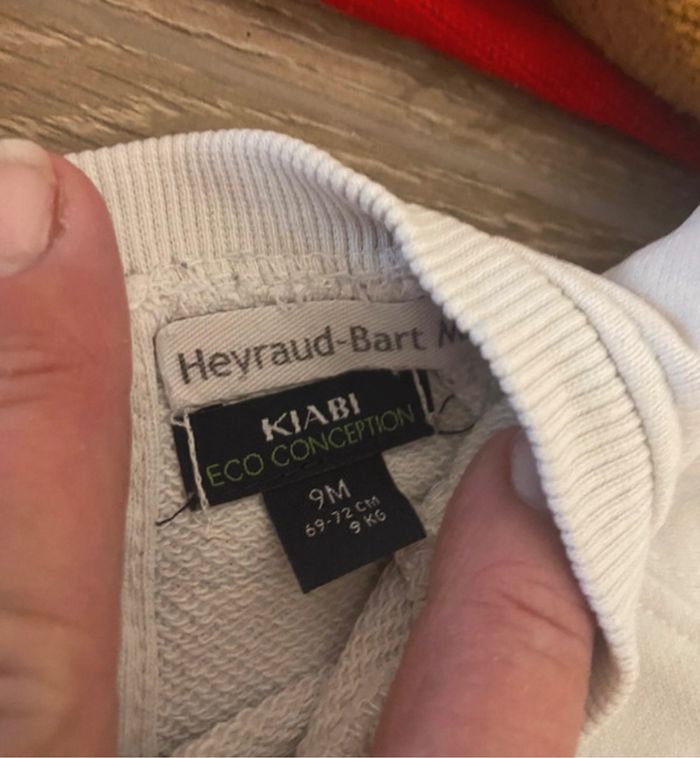 Heyraud-Bart
KIABI
ECO CONCEPTION
9M
69-72 CM
9 KG